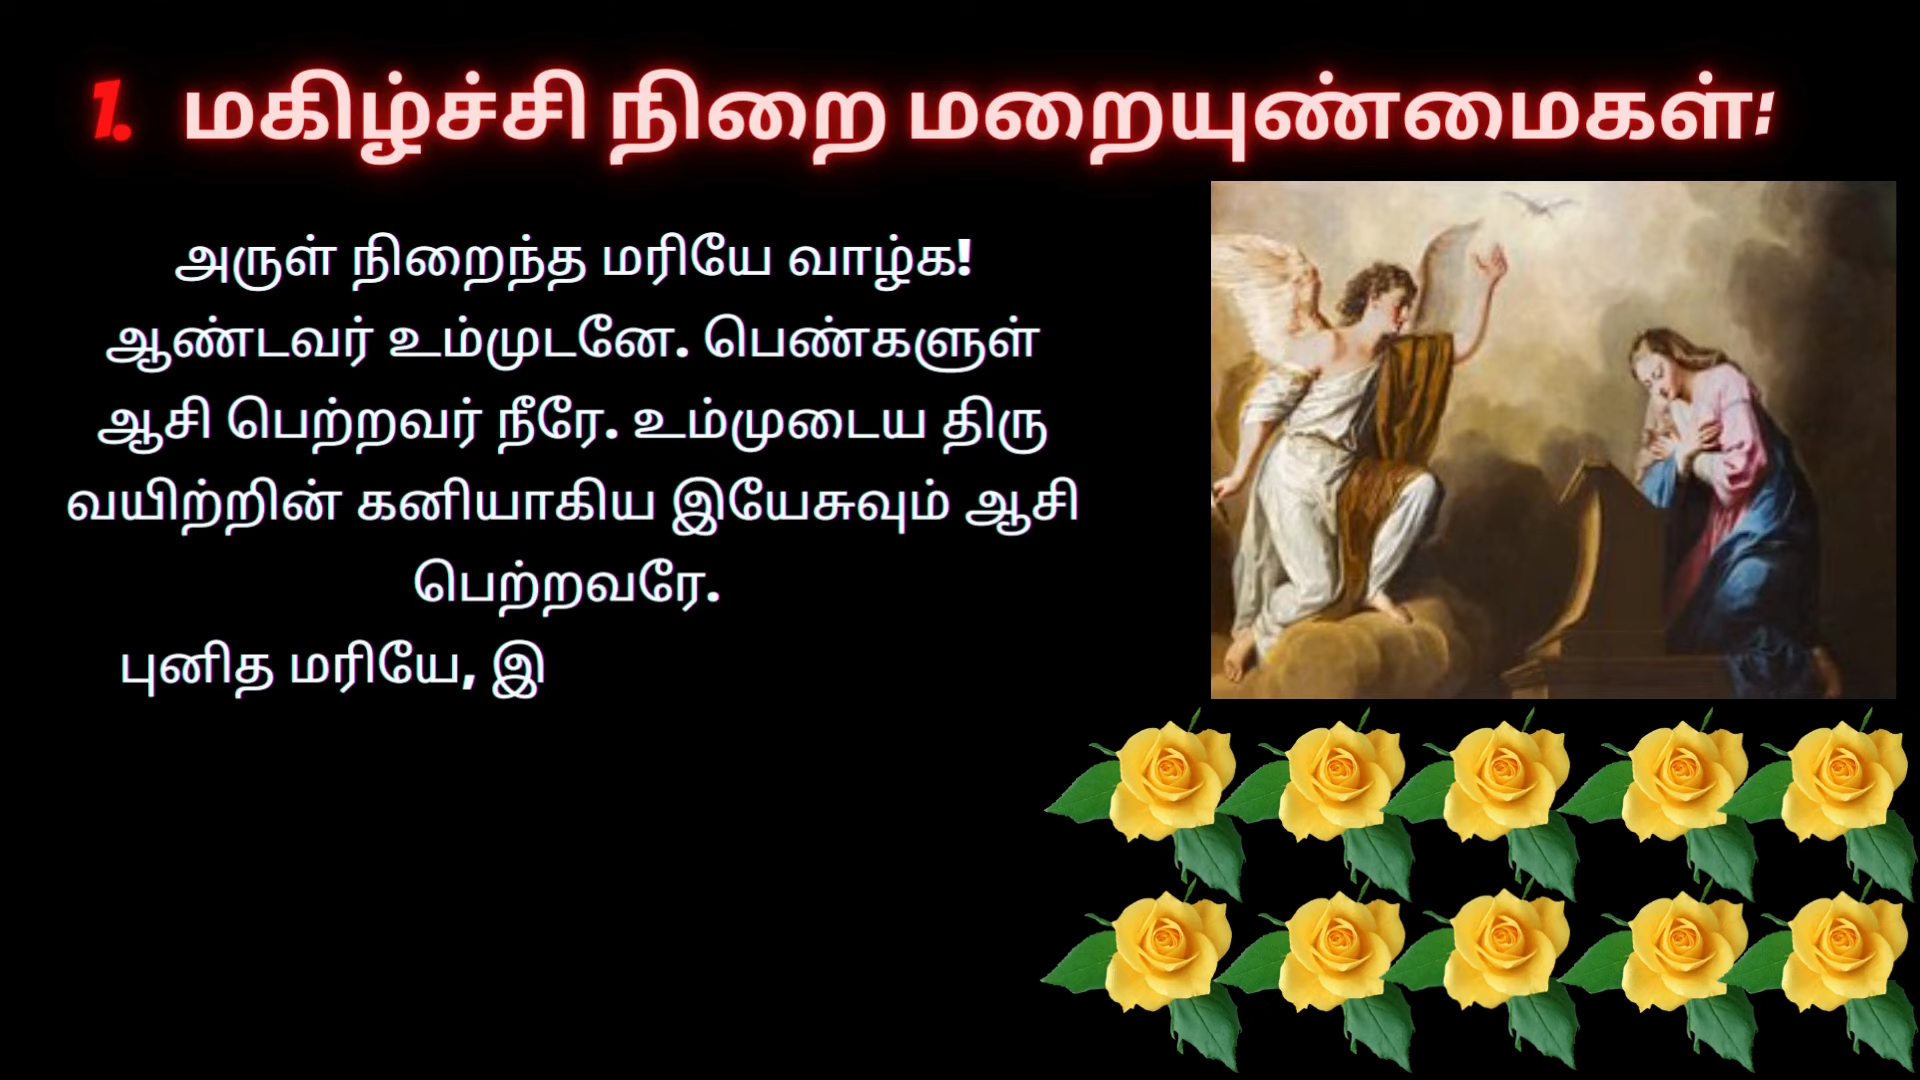 1. மகிழ்ச்சி நிறை மறையுண்மைகள்:
அருள் நிறைந்த மரியே வாழ்க!
ஆண்டவர் உம்முடனே. பெண்களுள்
ஆசி பெற்றவர் நீரே. உம்முடைய திரு
வயிற்றின் கனியாகிய இயேசுவும் ஆசி
பெற்றவரே.
புனித மரியே, இ